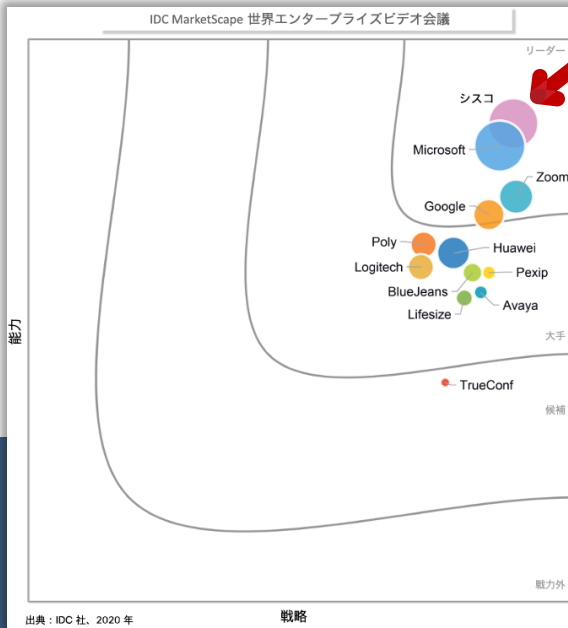 IDC MarketScape 世界エンタープライズビデオ会議
リーダー
シスコ
Microsoft
Zoom
Google
Poly
Huawei
Logitech
Pexip
BlueJeans
Avaya
Lifesize
能力
大手
TrueConf
候補
戦力外
出典：IDC 社、2020 年
戦略